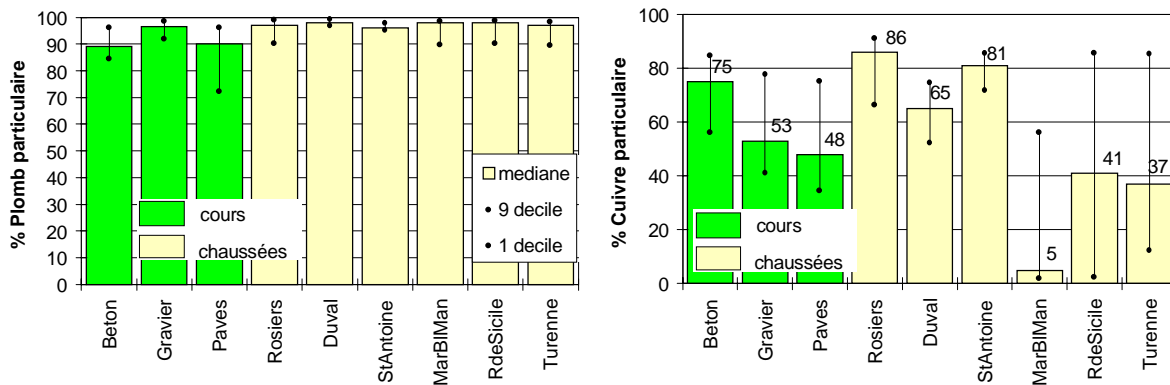 % Plomb particulaire
100
90
80
70
60
50
40
30
20
10
0
cours
chaussées
mediane
9 decile
1 decile
Beton
Gravier
Paves
Rosiers
Duval
StAntoine
MarBlMan
RdeSicile
Turenne
% Cuivre particulaire
100
80
60
40
20
0
75
53
48
86
65
81
5
41
37
cours
chaussées
Beton
Gravier
Paves
Rosiers
Duval
StAntoine
MarBlMan
RdeSicile
Turenne